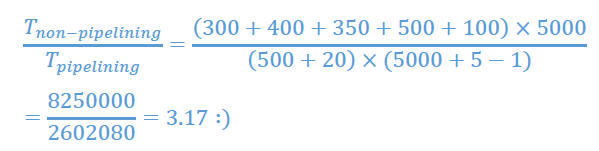 T_non−pipelining / T_pipelining = (300 + 400 + 350 + 500 + 100) × 5000 / (500 + 20) × (5000 + 5 − 1)
= 8250000 / 2602080 = 3.17 :)